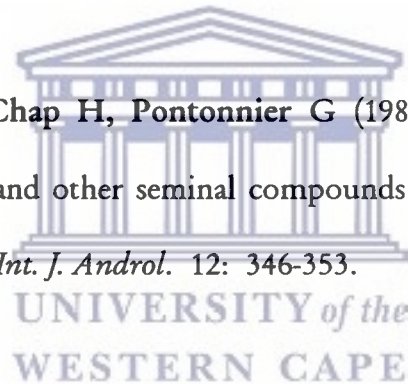 Chap H, Pontonnier G (198
and other seminal compounds
Int. J. Androl. 12: 346-353.
UNIVERSITY of the
WESTERN CAPE